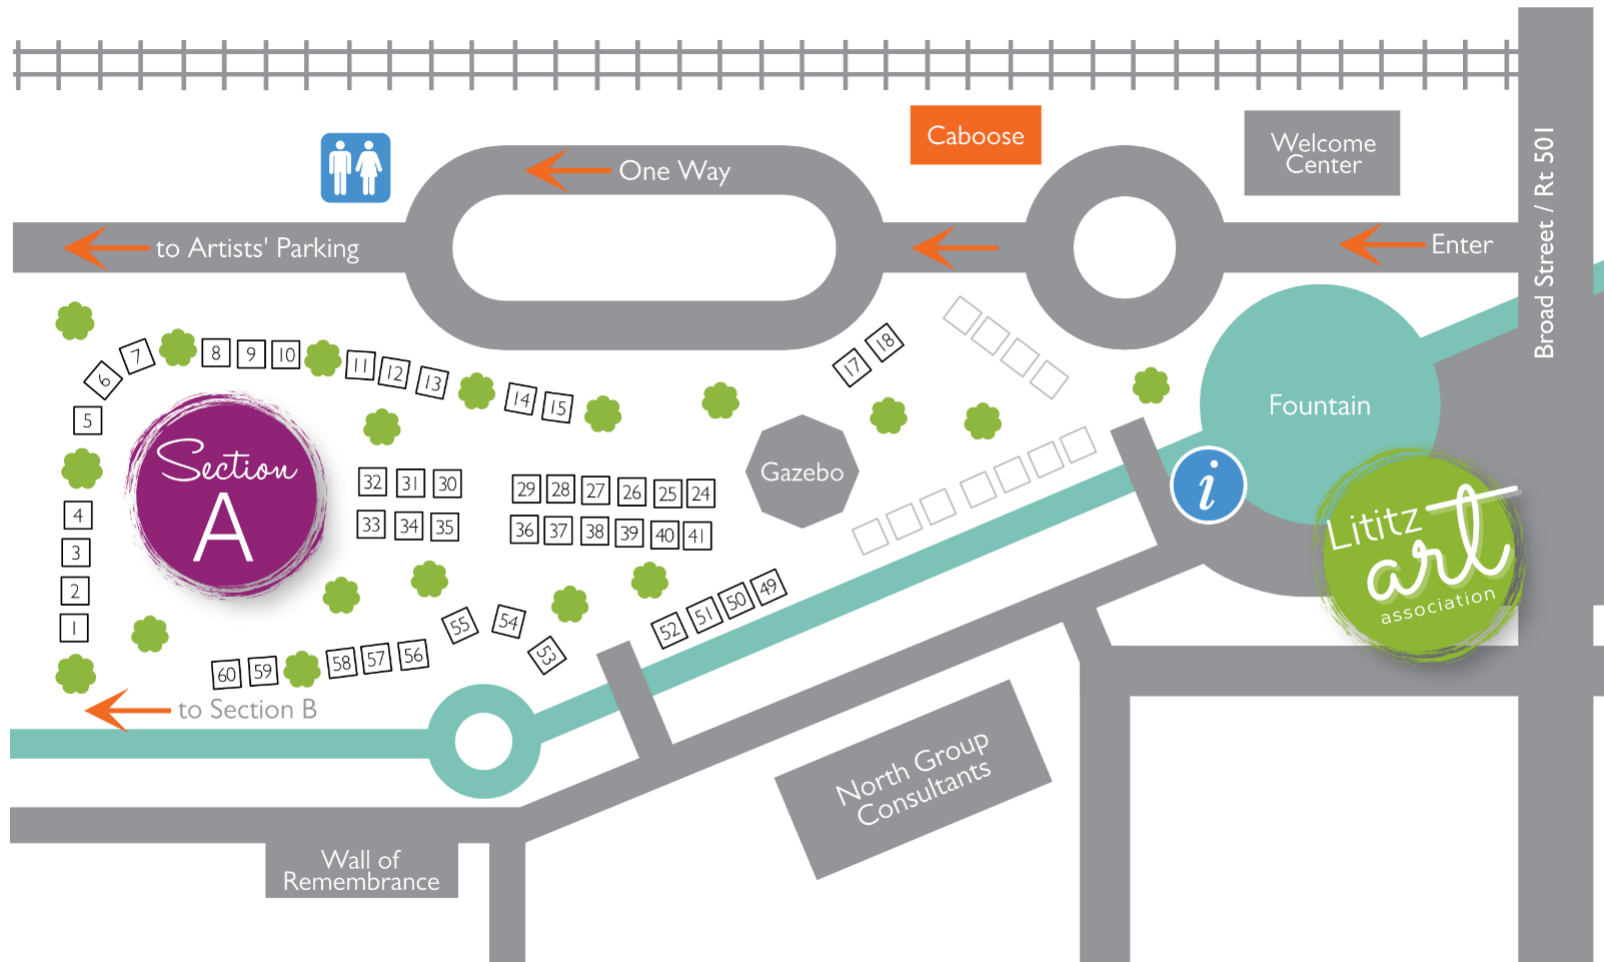 Caboose
Welcome
Center
Broad Street / Rt 501
One Way
to Artists' Parking
Enter
17 18
7 8 9 10 11 12 13
6
14 15
5
Section
A
Fountain
Gazebo
32 31 30
29 28 27 26 25 24
33 34 35
36 37 38 39 40 41
4
3
2
1
i
Lititz
art
association
52 51 50 49
55 54
53
60 59 58 57 56
to Section B
North Group
Consultants
Wall of
Remembrance